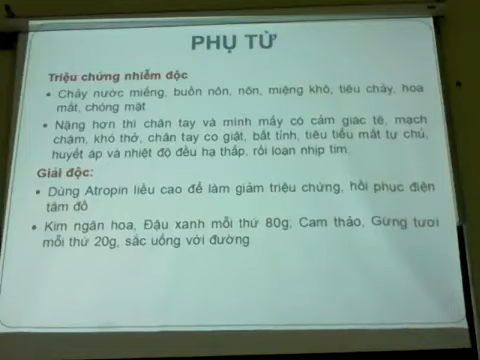 PHỤ TỬ
Triệu chứng nhiễm độc
• Chảy nước miếng, buồn nôn, nôn, miệng khô, tiêu chảy, hoa
mắt, chóng mặt
• Nặng hơn thì chân tay và mình mẩy có cảm giác tê, mạch
chậm, khó thở, chân tay co giật, bất tỉnh, tiêu tiểu mất tự chủ,
huyết áp và nhiệt độ đều hạ thấp, rối loạn nhịp tim.
Giải độc:
• Dùng Atropin liều cao để làm giảm triệu chứng, hồi phục điện
tâm đồ
• Kim ngân hoa, Đậu xanh mỗi thứ 80g; Cam thảo, Gừng tươi
mỗi thứ 20g, sắc uống với đường